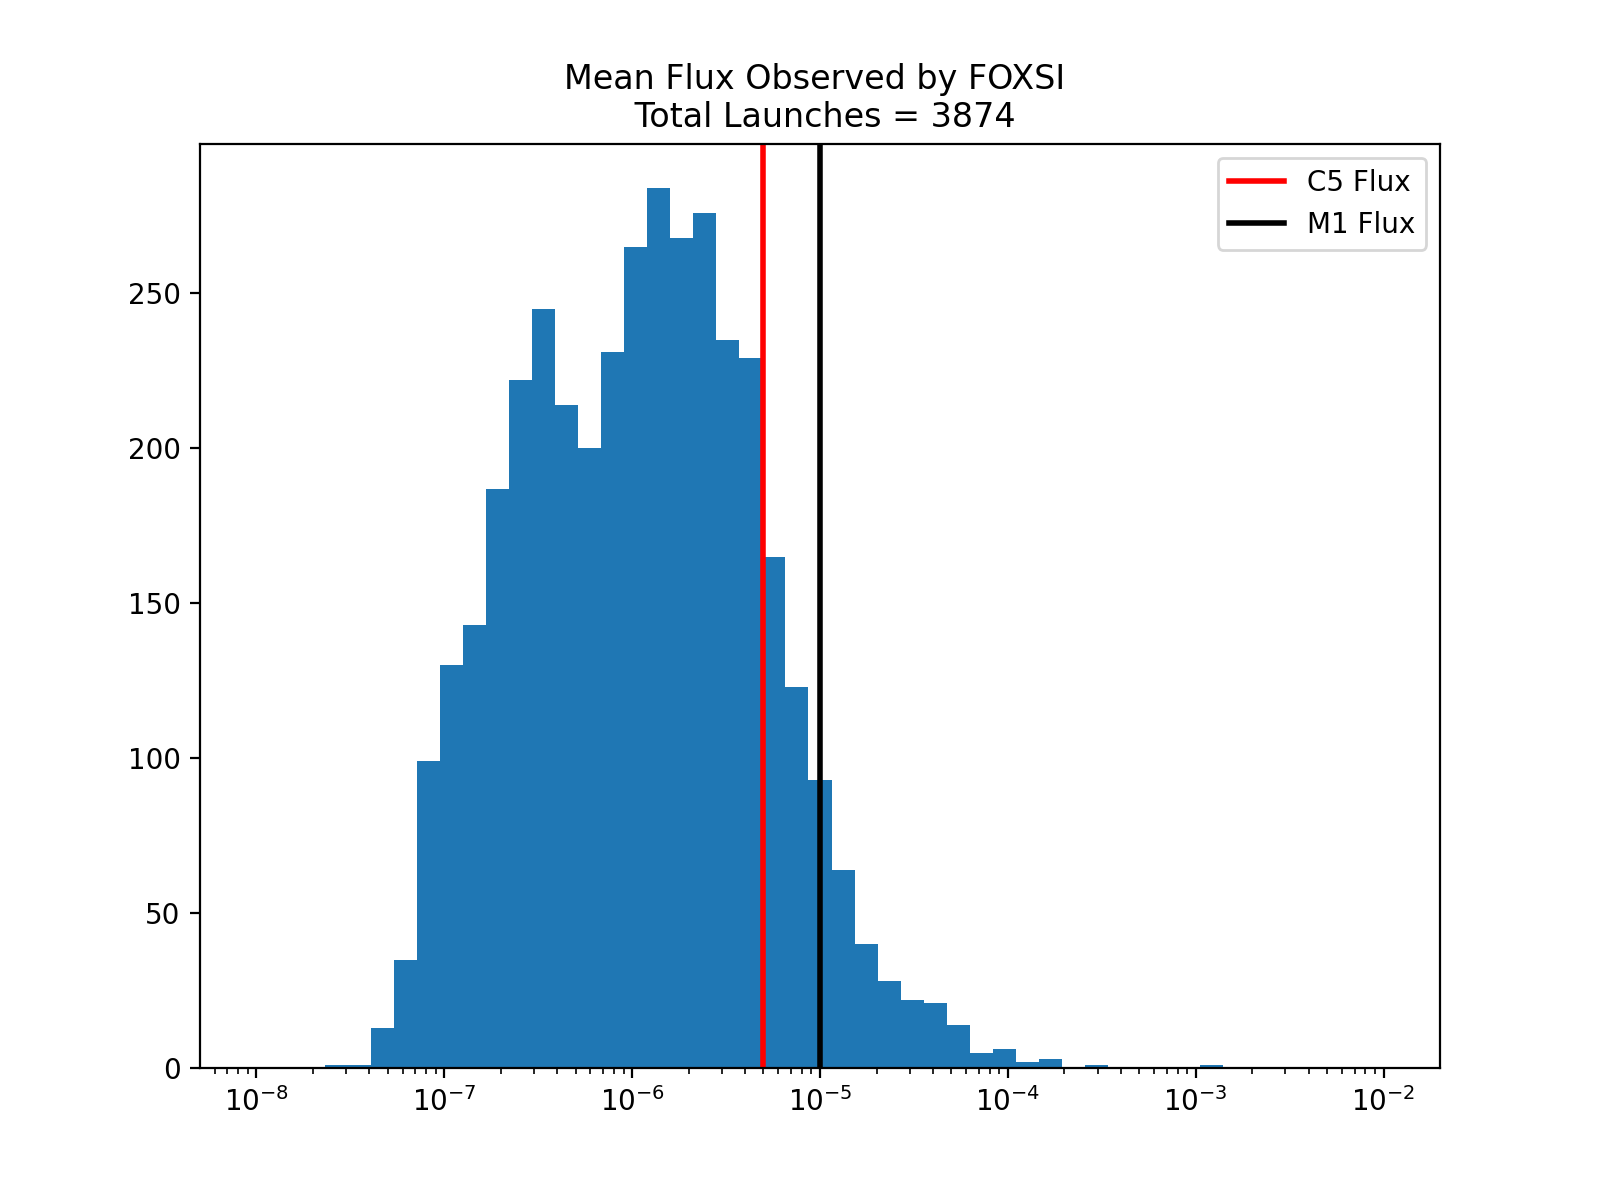 Mean Flux Observed by FOXSI
Total Launches = 3874
C5 Flux
M1 Flux
250
200
150
100
50
0
10⁻⁸ 10⁻⁷ 10⁻⁶ 10⁻⁵ 10⁻⁴ 10⁻³ 10⁻²